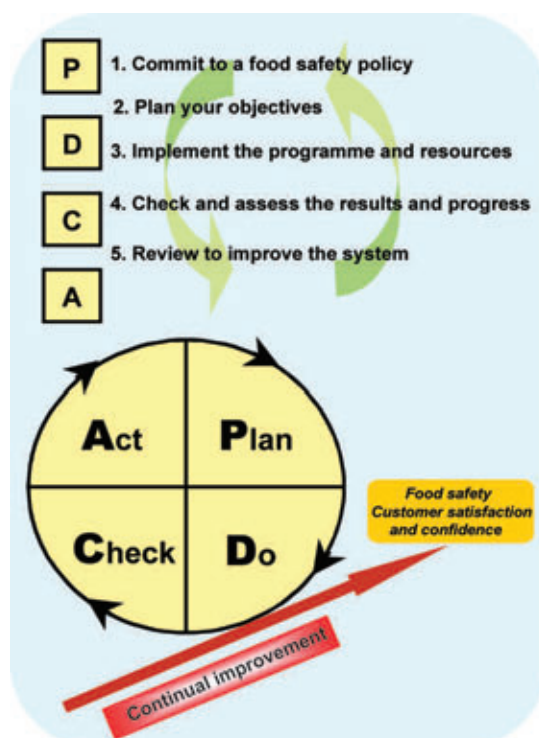 P
1. Commit to a food safety policy
2. Plan your objectives
D
3. Implement the programme and resources
C
4. Check and assess the results and progress
5. Review to improve the system
A
Act
Plan
Check
Do
Food safety
Customer satisfaction
and confidence
Continual improvement